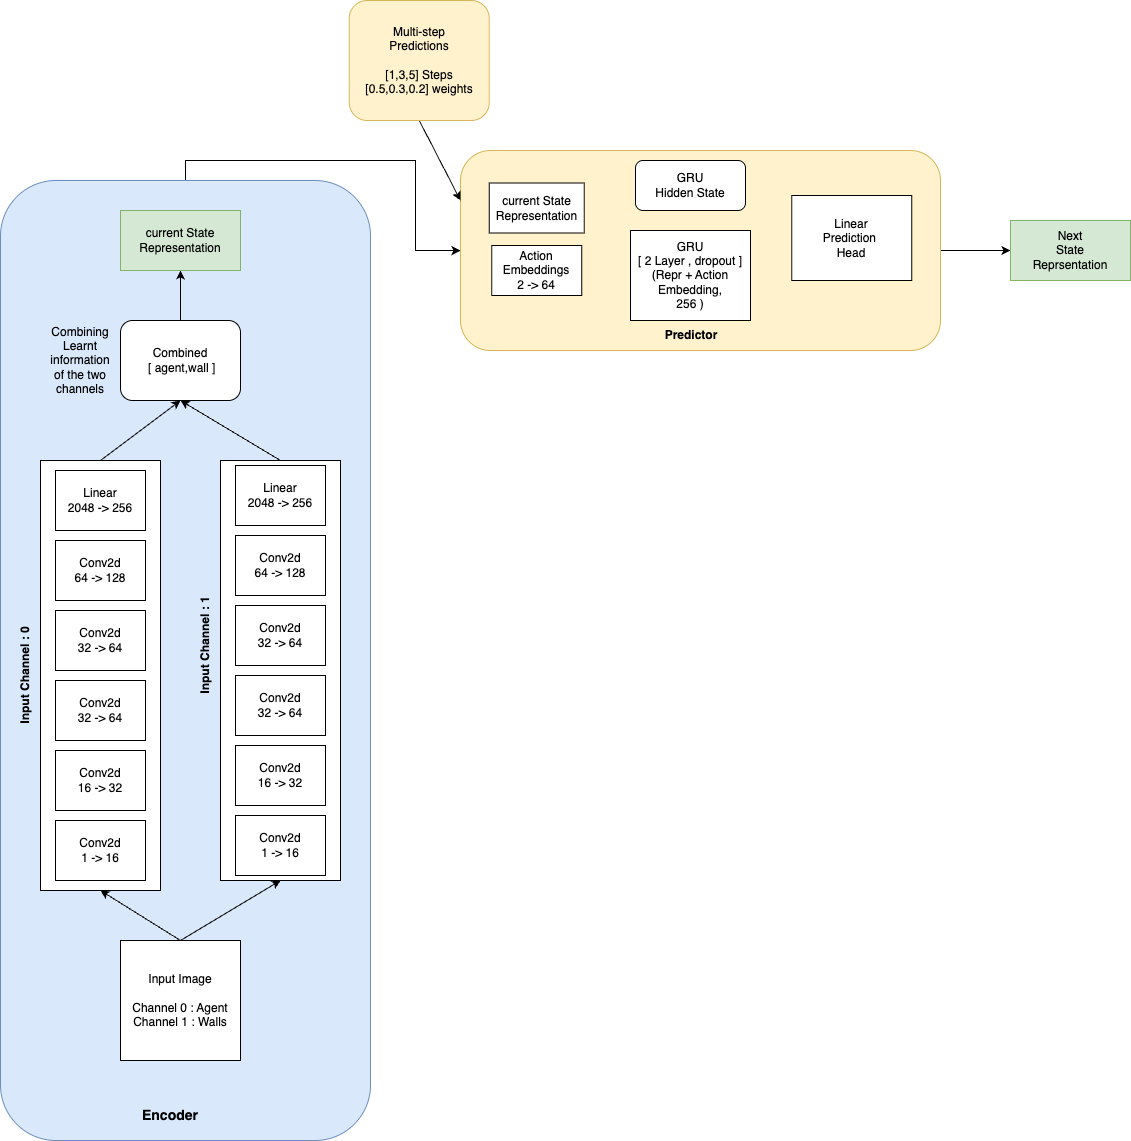 Multi-step
Predictions
[1,3,5] Steps
[0.5,0.3,0.2] weights
current State
Representation
Action
Embeddings
2 -> 64
GRU
Hidden State
GRU
[ 2 Layer , dropout ]
(Repr + Action
Embedding,
256 )
Linear
Prediction
Head
Predictor
Next
State
Reprsentation
current State
Representation
Combining
Learnt
information
of the two
channels
Combined
[ agent,wall ]
Input Channel : 0
Linear
2048 -> 256
Conv2d
64 -> 128
Conv2d
32 -> 64
Conv2d
32 -> 64
Conv2d
16 -> 32
Conv2d
1 -> 16
Input Channel : 1
Linear
2048 -> 256
Conv2d
64 -> 128
Conv2d
32 -> 64
Conv2d
32 -> 64
Conv2d
16 -> 32
Conv2d
1 -> 16
Input Image
Channel 0 : Agent
Channel 1 : Walls
Encoder